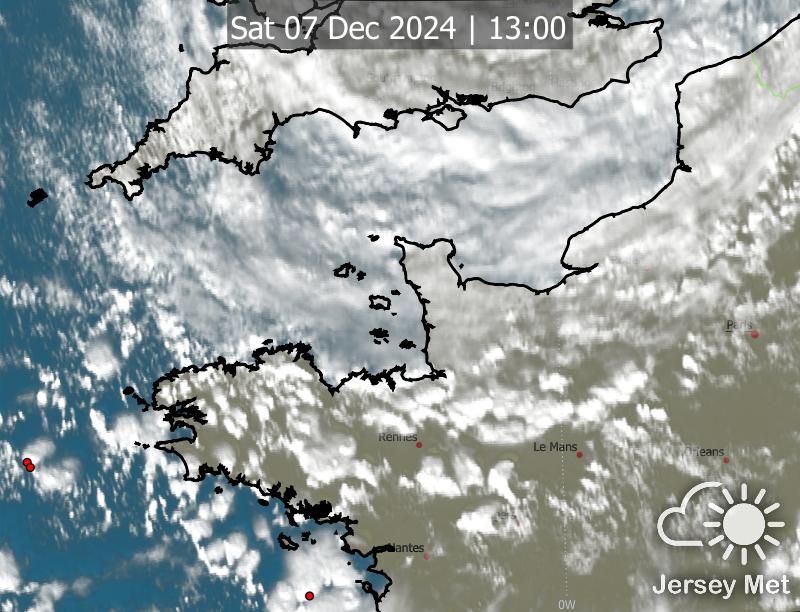 Sat 07 Dec 2024 | 13:00
Paris
Rennes
Le Mans
Orleans
Nantes
Jersey Met
0W